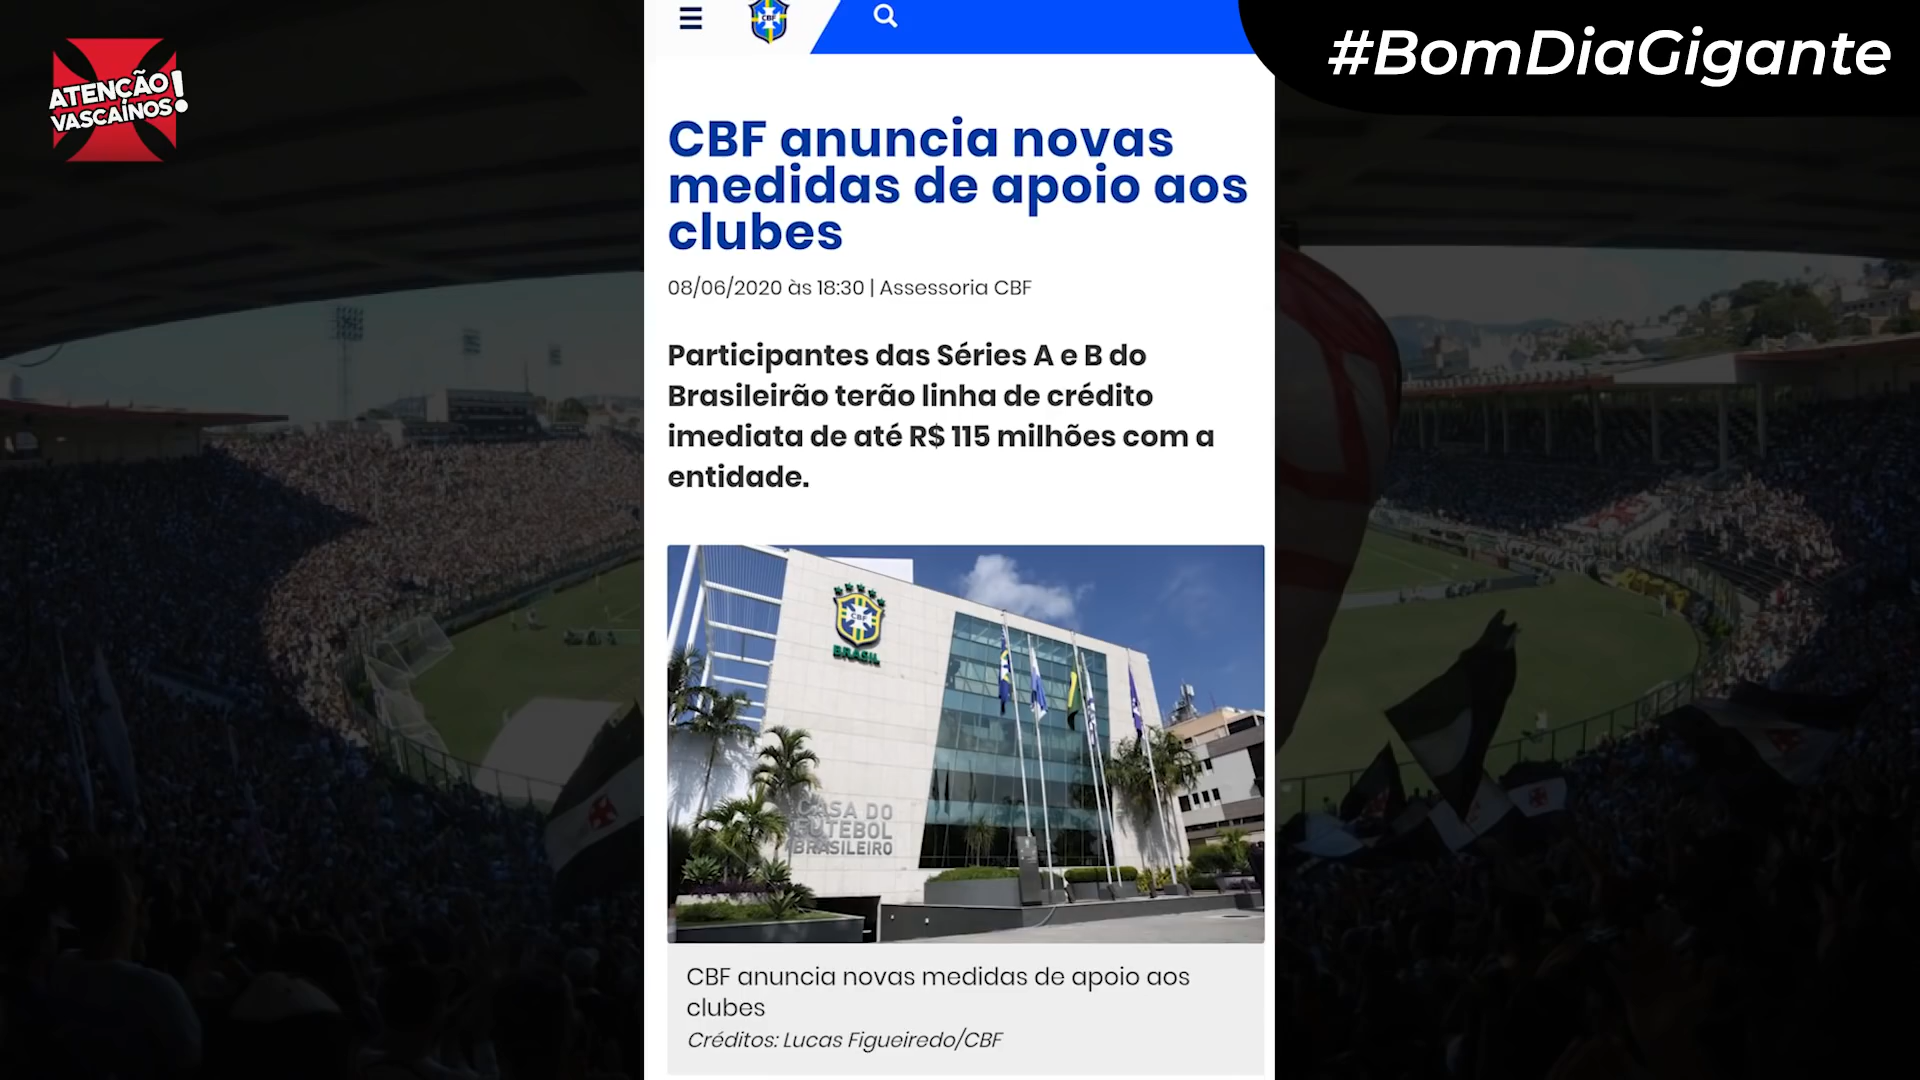 ATENÇÃO
VASCAÍNOS!
#BomDiaGigante
CBF
CBF anuncia novas
medidas de apoio aos
clubes
08/06/2020 às 18:30 | Assessoria CBF
Participantes das Séries A e B do
Brasileirão terão linha de crédito
imediata de até R$ 115 milhões com a
entidade.
CBF
BRASIL
CASA DO
FUTEBOL
BRASILEIRO
CBF anuncia novas medidas de apoio aos
clubes
Créditos: Lucas Figueiredo/CBF